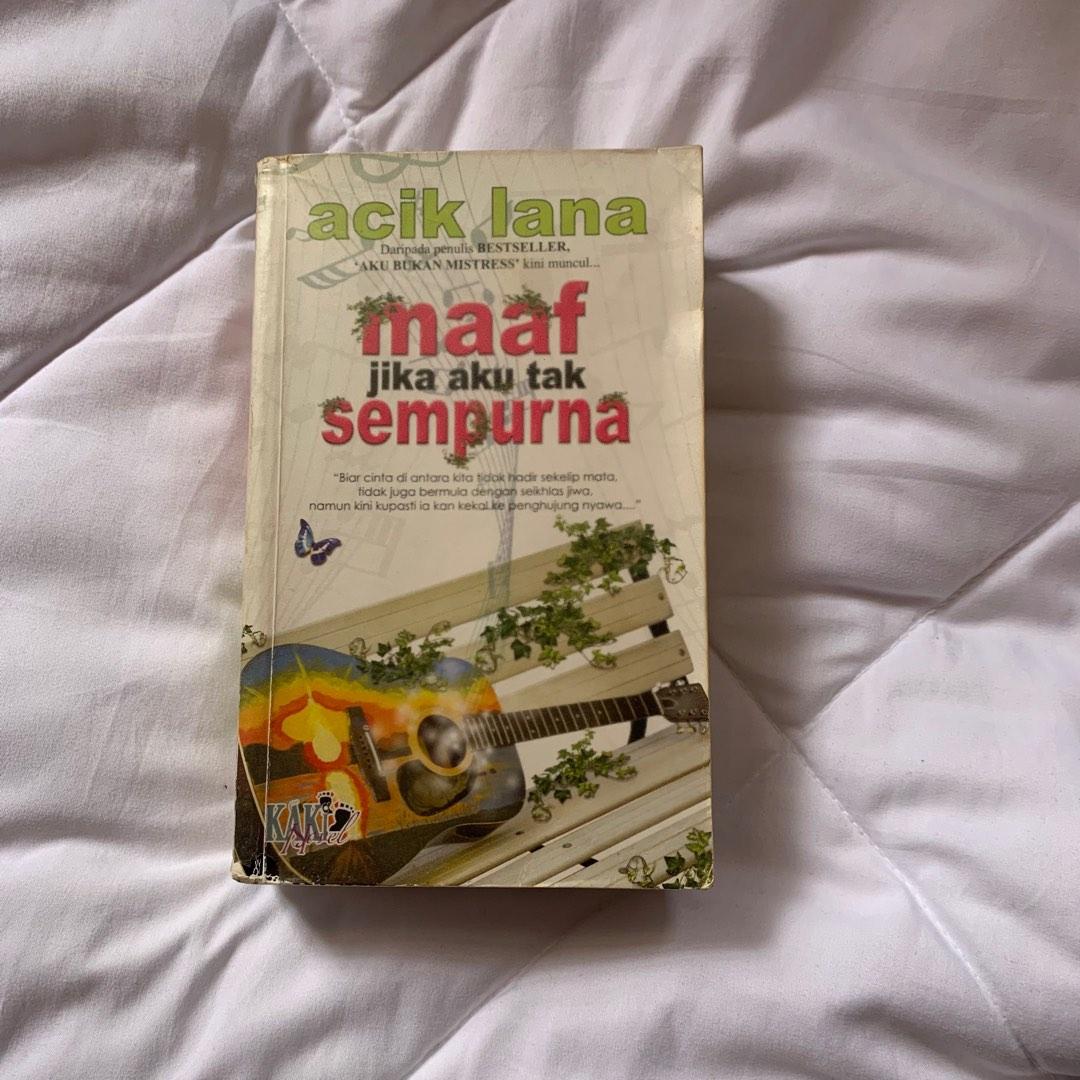 acik lana
Daripada penulis BESTSELLER,
'AKU BUKAN MISTRESS' kini muncul...
maaf
jika aku tak
sempurna
"Biar cinta di antara kita tidak hadir sekelip mata,
tidak juga bermula dengan seikhlas jiwa,
namun kini kupasti ia kan kekal ke penghujung nyawa...."
KAKI
Novel